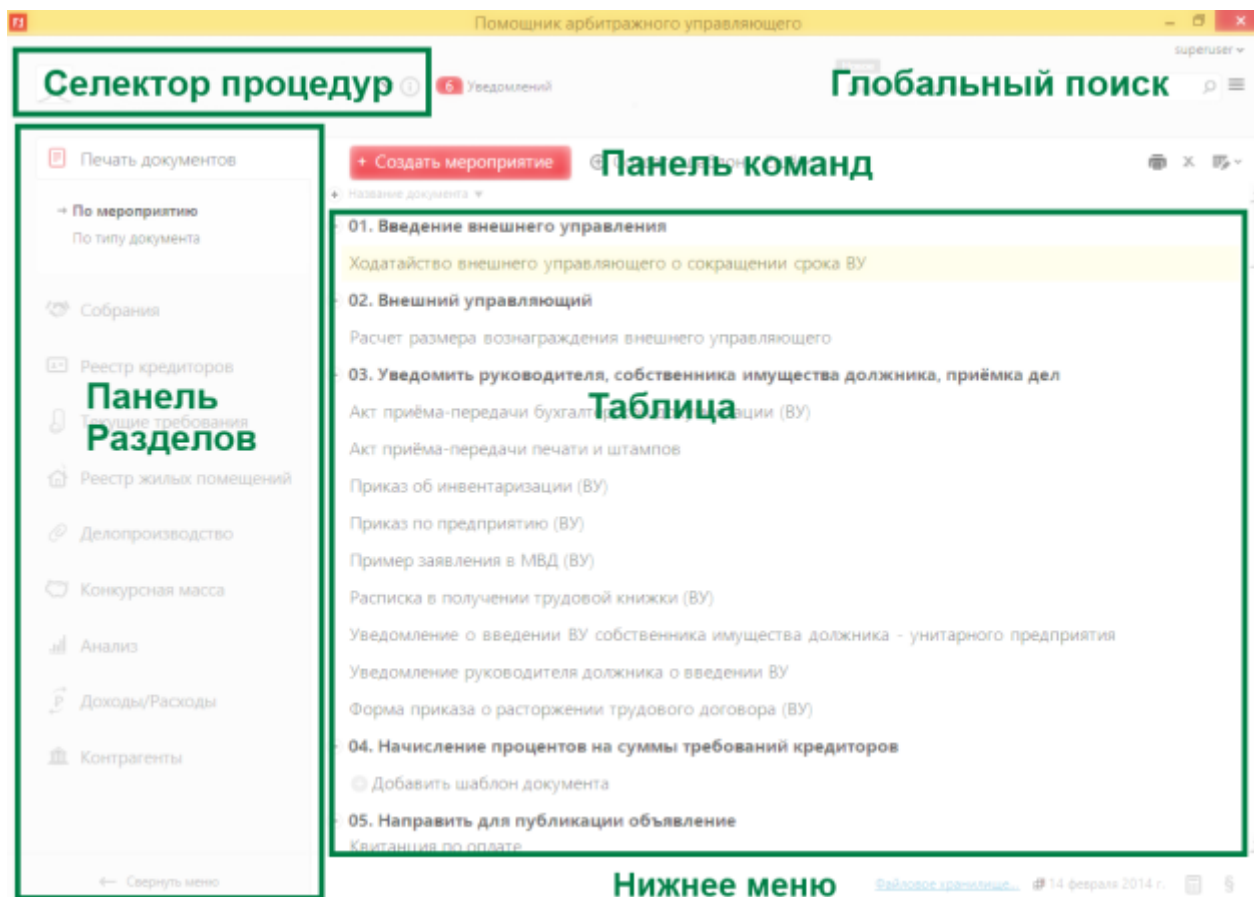 Помощник арбитражного управляющего
superuser
Селектор процедур
6 Уведомлений
Глобальный поиск
Печать документов
+ Создать мероприятие
Панель команд
По мероприятию
По типу документа
Собрания
Реестр кредиторов
Панель
Текущие требования
Разделов
Реестр жилых помещений
Делопроизводство
Конкурсная масса
Анализ
Доходы/Расходы
Контрагенты
← Свернуть меню
Название документа
01. Введение внешнего управления
Ходатайство внешнего управляющего о сокращении срока ВУ
02. Внешний управляющий
Расчет размера вознаграждения внешнего управляющего
03. Уведомить руководителя, собственника имущества должника, приёмка дел
Таблица
Акт приёма-передачи (ВУ)
Акт приёма-передачи печати и штампов
Приказ об инвентаризации (ВУ)
Приказ по предприятию (ВУ)
Пример заявления в МВД (ВУ)
Расписка в получении трудовой книжки (ВУ)
Уведомление о введении ВУ собственника имущества должника - унитарного предприятия
Уведомление руководителя должника о введении ВУ
Форма приказа о расторжении трудового договора (ВУ)
04. Начисление процентов на суммы требований кредиторов
Добавить шаблон документа
05. Направить для публикации объявление
Квитанция по оплате
Нижнее меню
Файловое хранилище... 14 февраля 2014 г. §